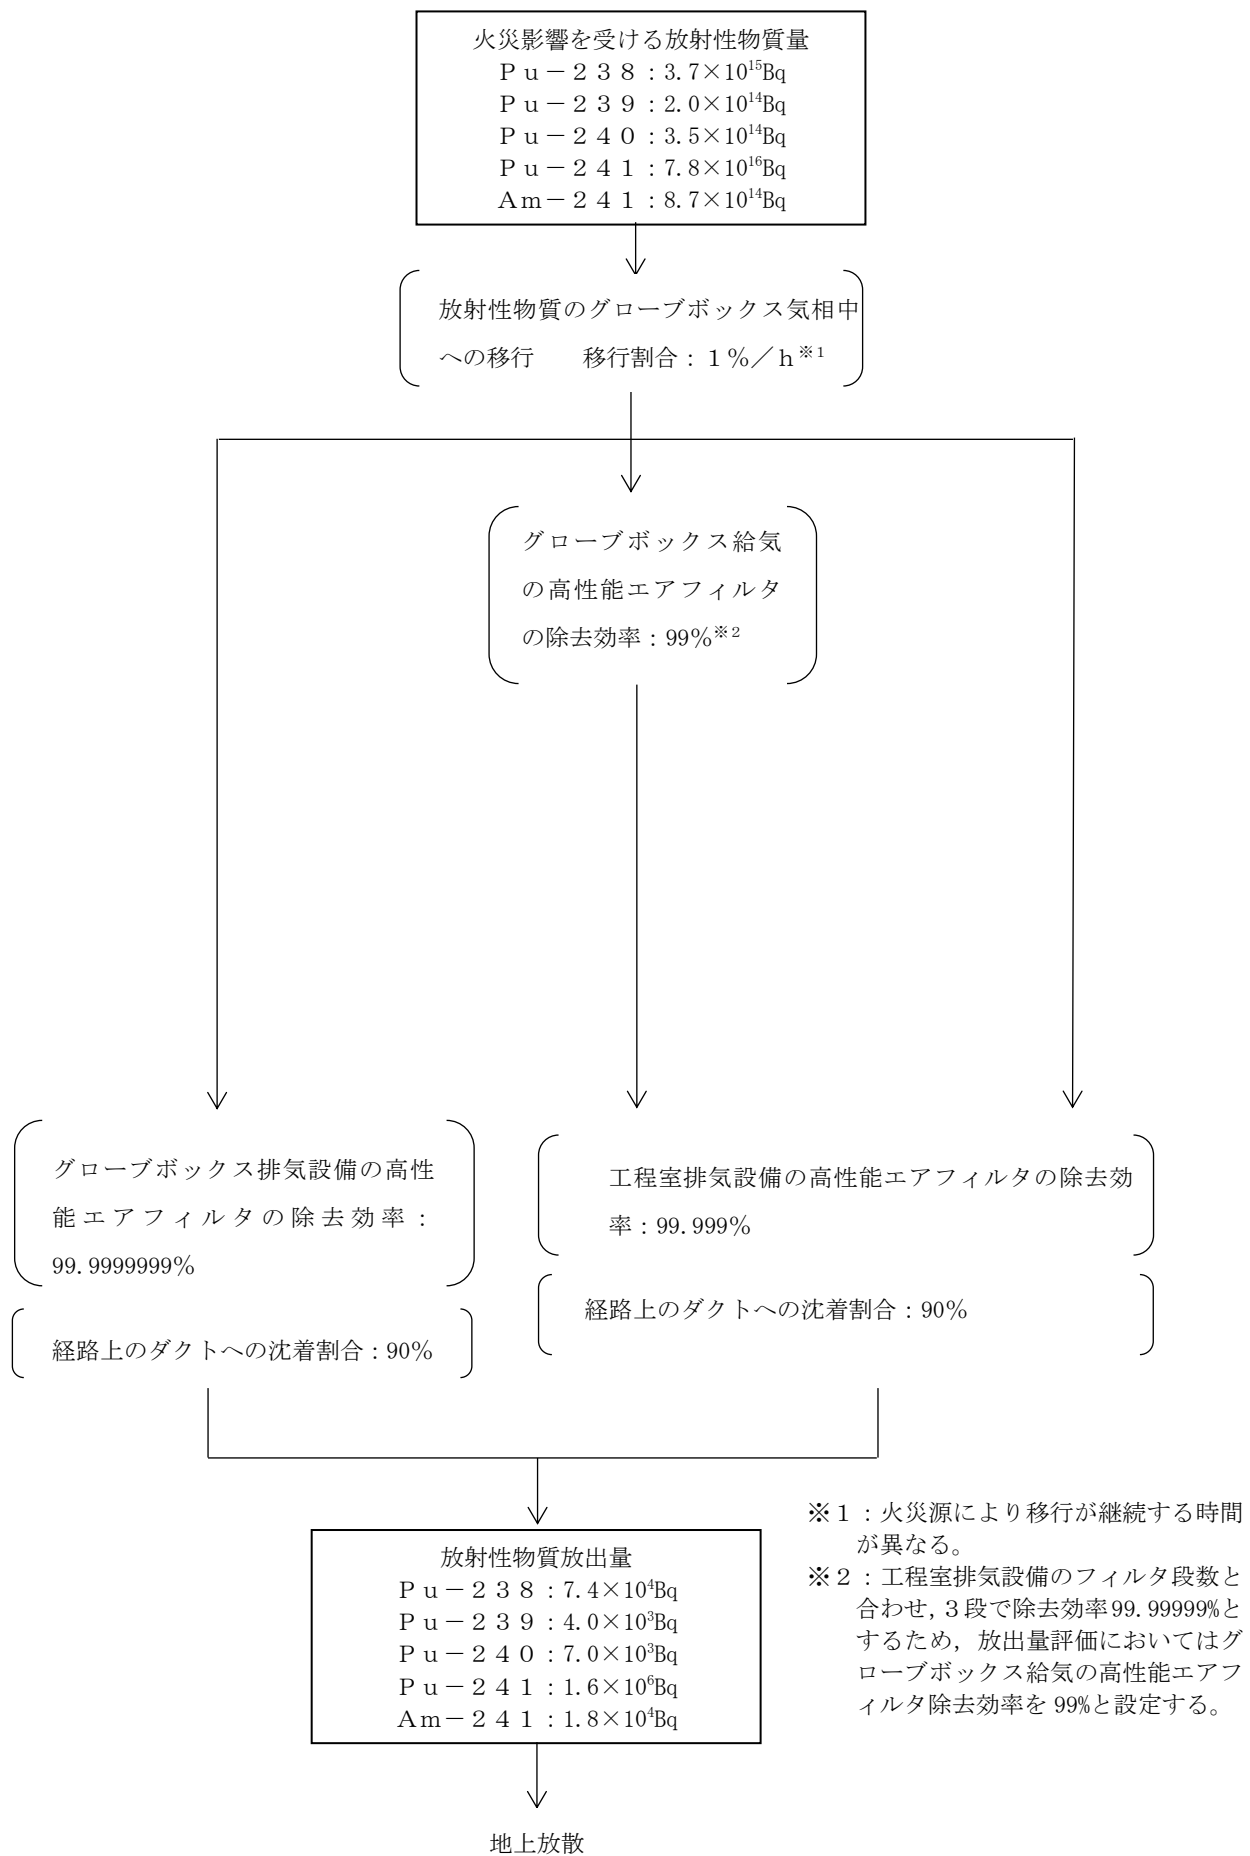 火災影響を受ける放射性物質量
Ｐｕ－２３８：3.7×10¹⁵Bq
Ｐｕ－２３９：2.0×10¹⁴Bq
Ｐｕ－２４０：3.5×10¹⁴Bq
Ｐｕ－２４１：7.8×10¹⁶Bq
Ａｍ－２４１：8.7×10¹⁴Bq
放射性物質のグローブボックス気相中
への移行　　移行割合：１％／ｈ※１
グローブボックス給気
の高性能エアフィルタ
の除去効率：99％※２
グローブボックス排気設備の高性
能エアフィルタの除去効率：
99.9999999％
経路上のダクトへの沈着割合：90％
工程室排気設備の高性能エアフィルタの除去効
率：99.999％
経路上のダクトへの沈着割合：90％
放射性物質放出量
Ｐｕ－２３８：7.4×10⁴Bq
Ｐｕ－２３９：4.0×10³Bq
Ｐｕ－２４０：7.0×10³Bq
Ｐｕ－２４１：1.6×10⁶Bq
Ａｍ－２４１：1.8×10⁴Bq
地上放散
※１：火災源により移行が継続する時間
が異なる。
※２：工程室排気設備のフィルタ段数と
合わせ，３段で除去効率99.99999%と
するため，放出量評価においてはグ
ローブボックス給気の高性能エアフ
ィルタ除去効率を 99%と設定する。